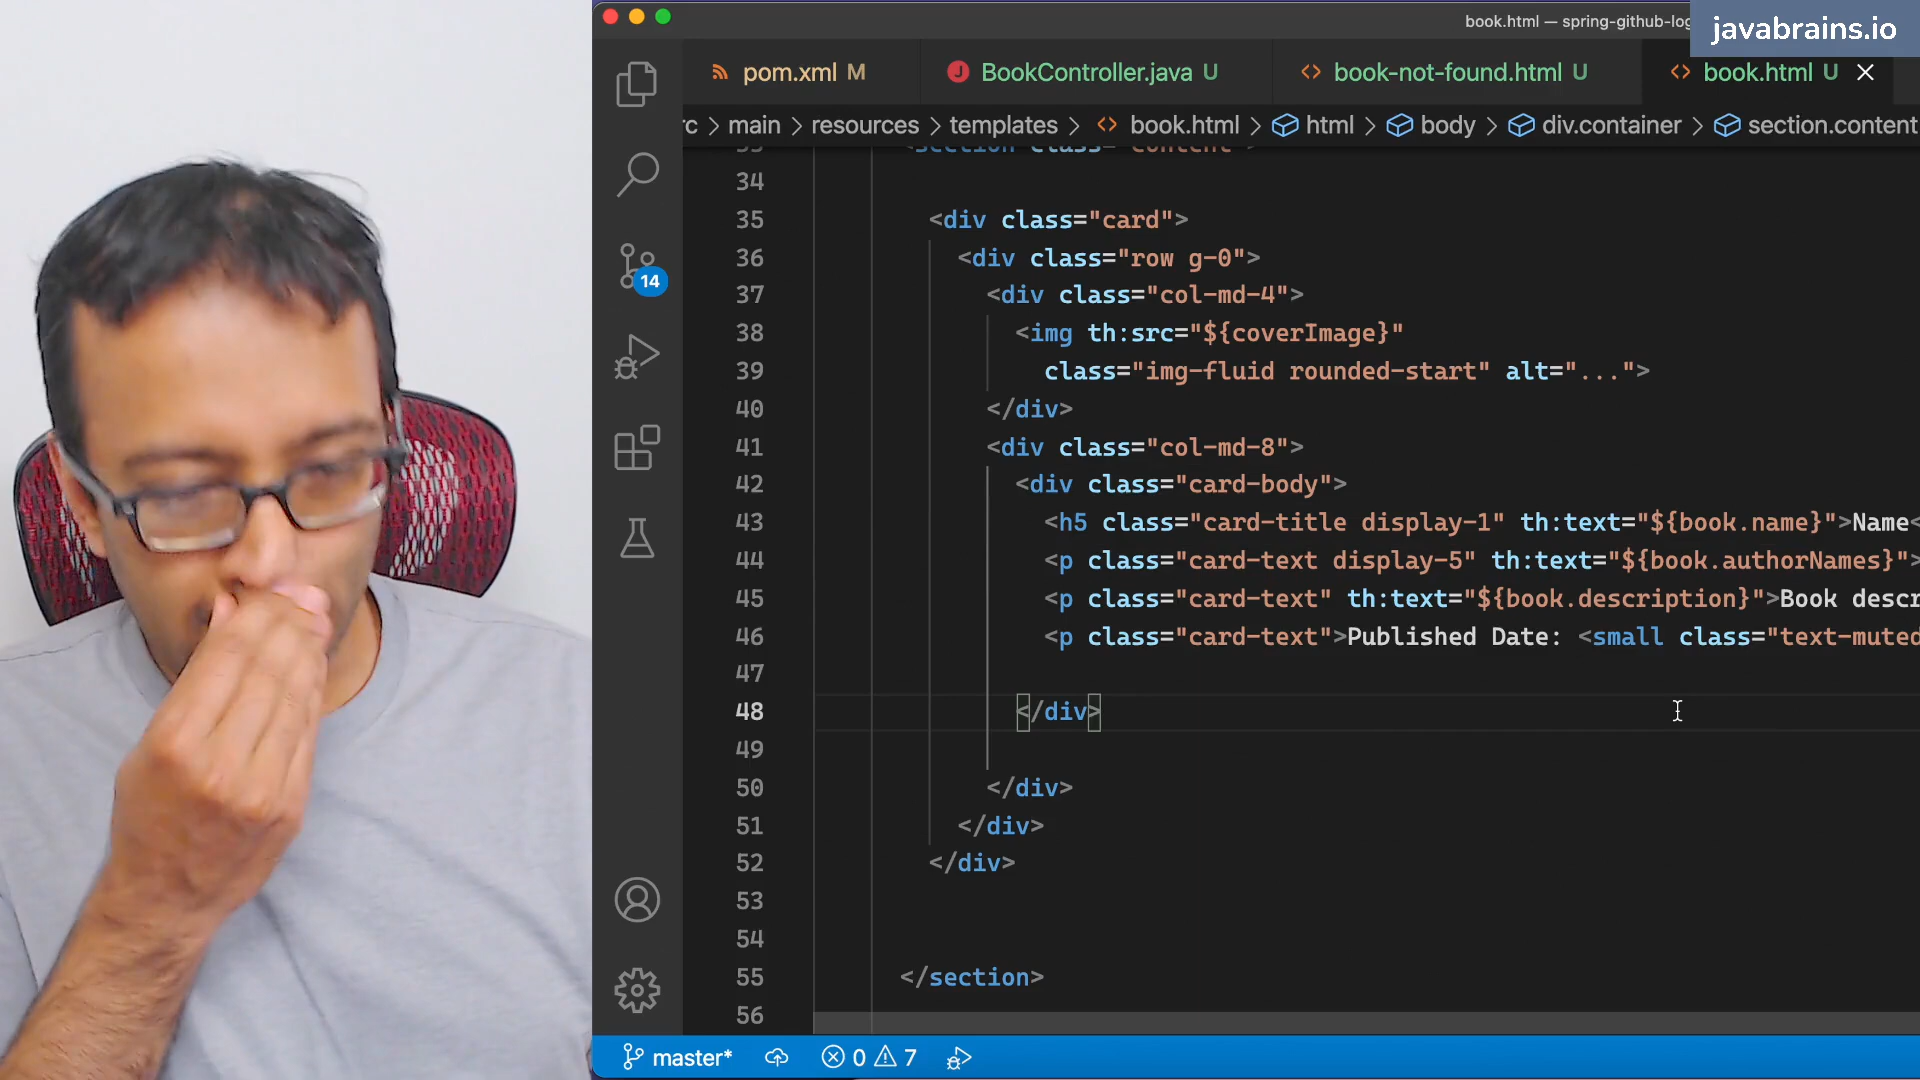 book.html — spring-github-log
javabrains.io
pom.xml M
BookController.java U
book-not-found.html U
book.html U
rc > main > resources > templates > book.html > html > body > div.container > section.content
<section class="content">
34
35 <div class="card">
36 <div class="row g-0">
37 <div class="col-md-4">
38 <img th:src="${coverImage}"
39 class="img-fluid rounded-start" alt="...">
40 </div>
41 <div class="col-md-8">
42 <div class="card-body">
43 <h5 class="card-title display-1" th:text="${book.name}">Name<
44 <p class="card-text display-5" th:text="${book.authorNames}">
45 <p class="card-text" th:text="${book.description}">Book descr
46 <p class="card-text">Published Date: <small class="text-muted
47
48 </div>
49
50 </div>
51 </div>
52 </div>
53
54
55 </section>
56
14
master* 0 7